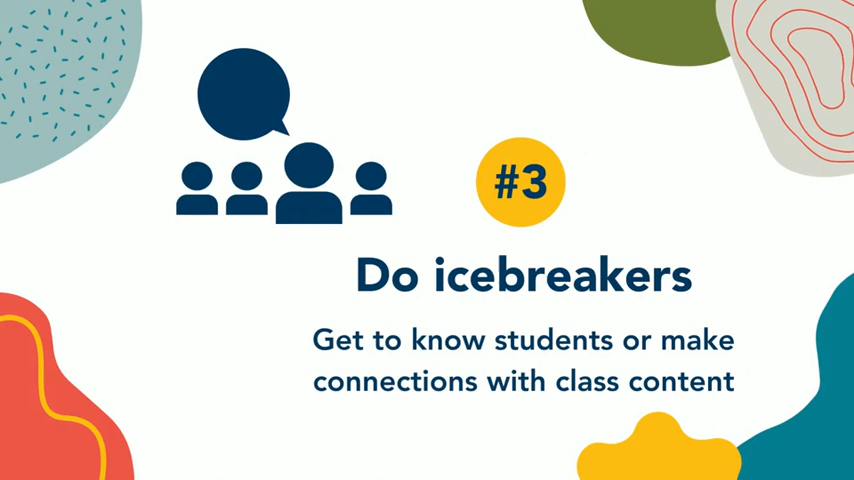 #3
Do icebreakers
Get to know students or make
connections with class content